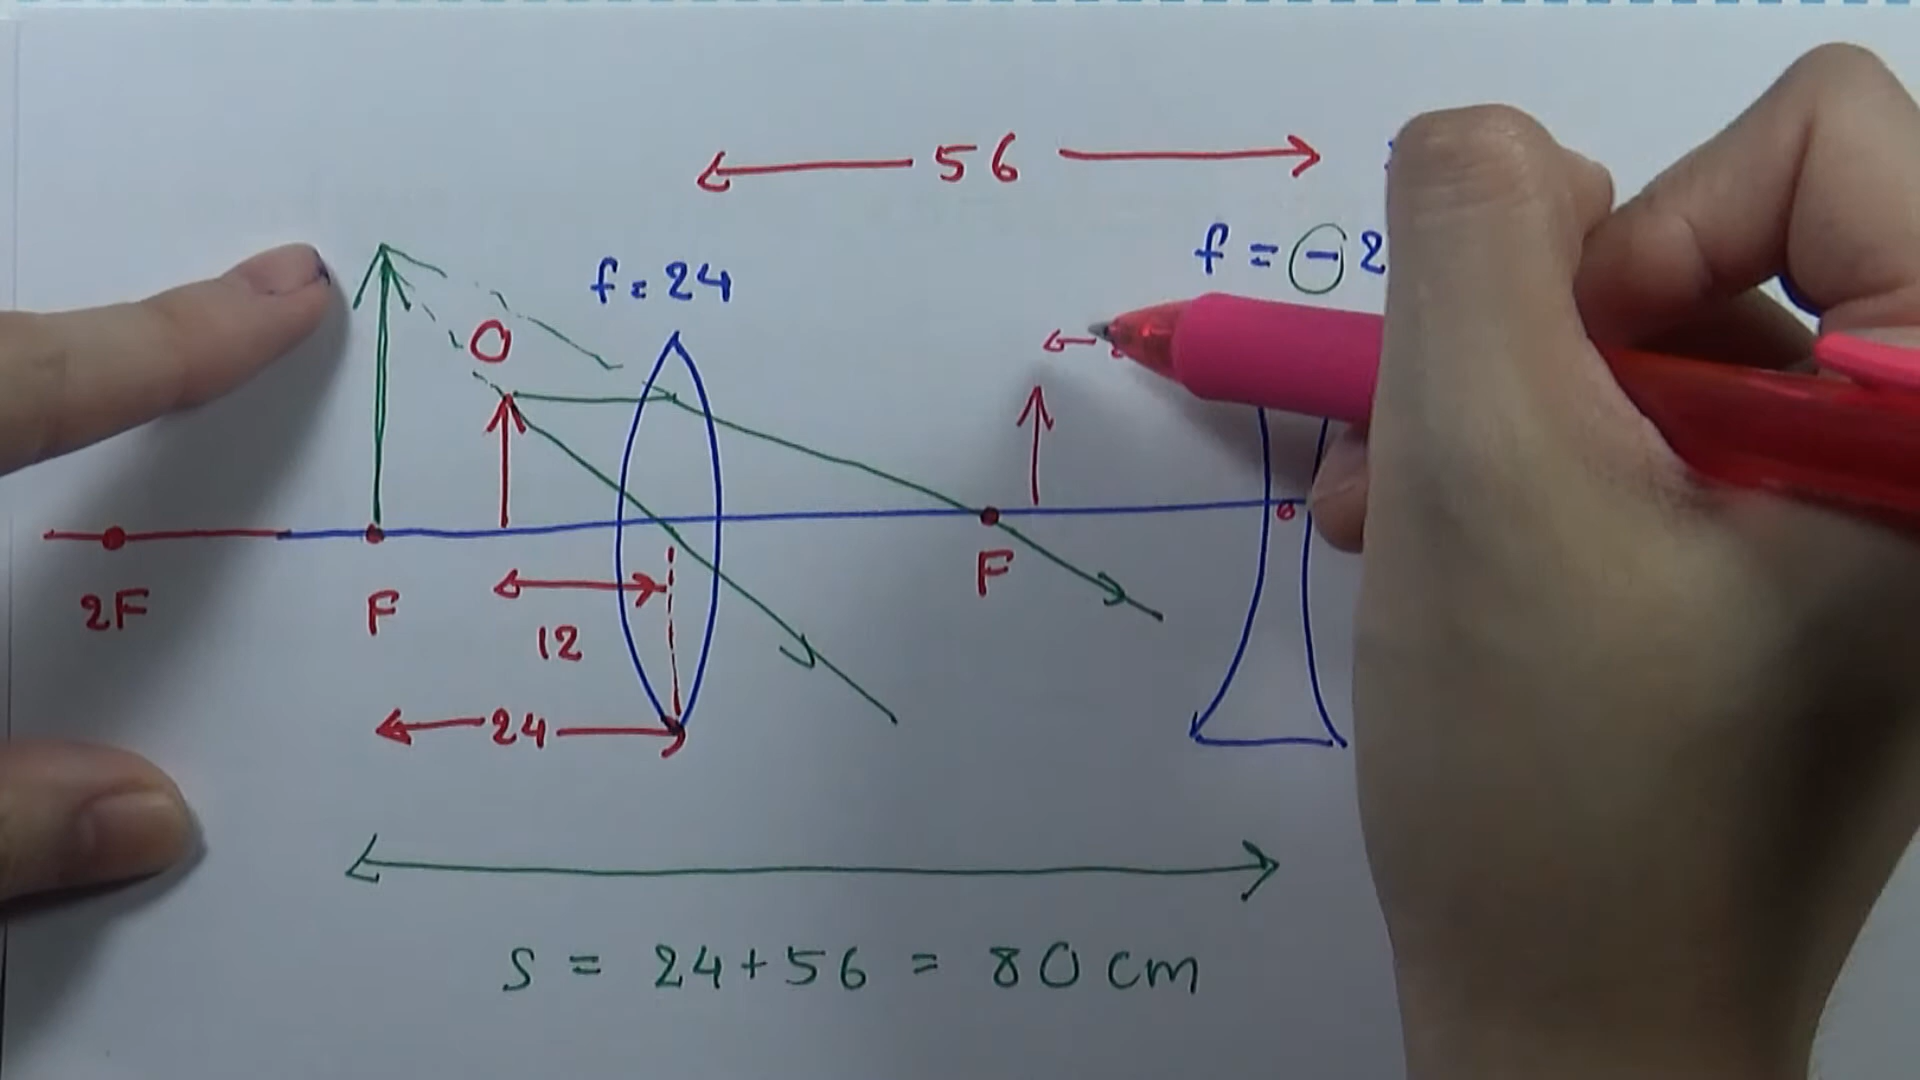 56
f = -2
f = 24
O
F
2F
F
12
24
S = 24 + 56 = 80 cm